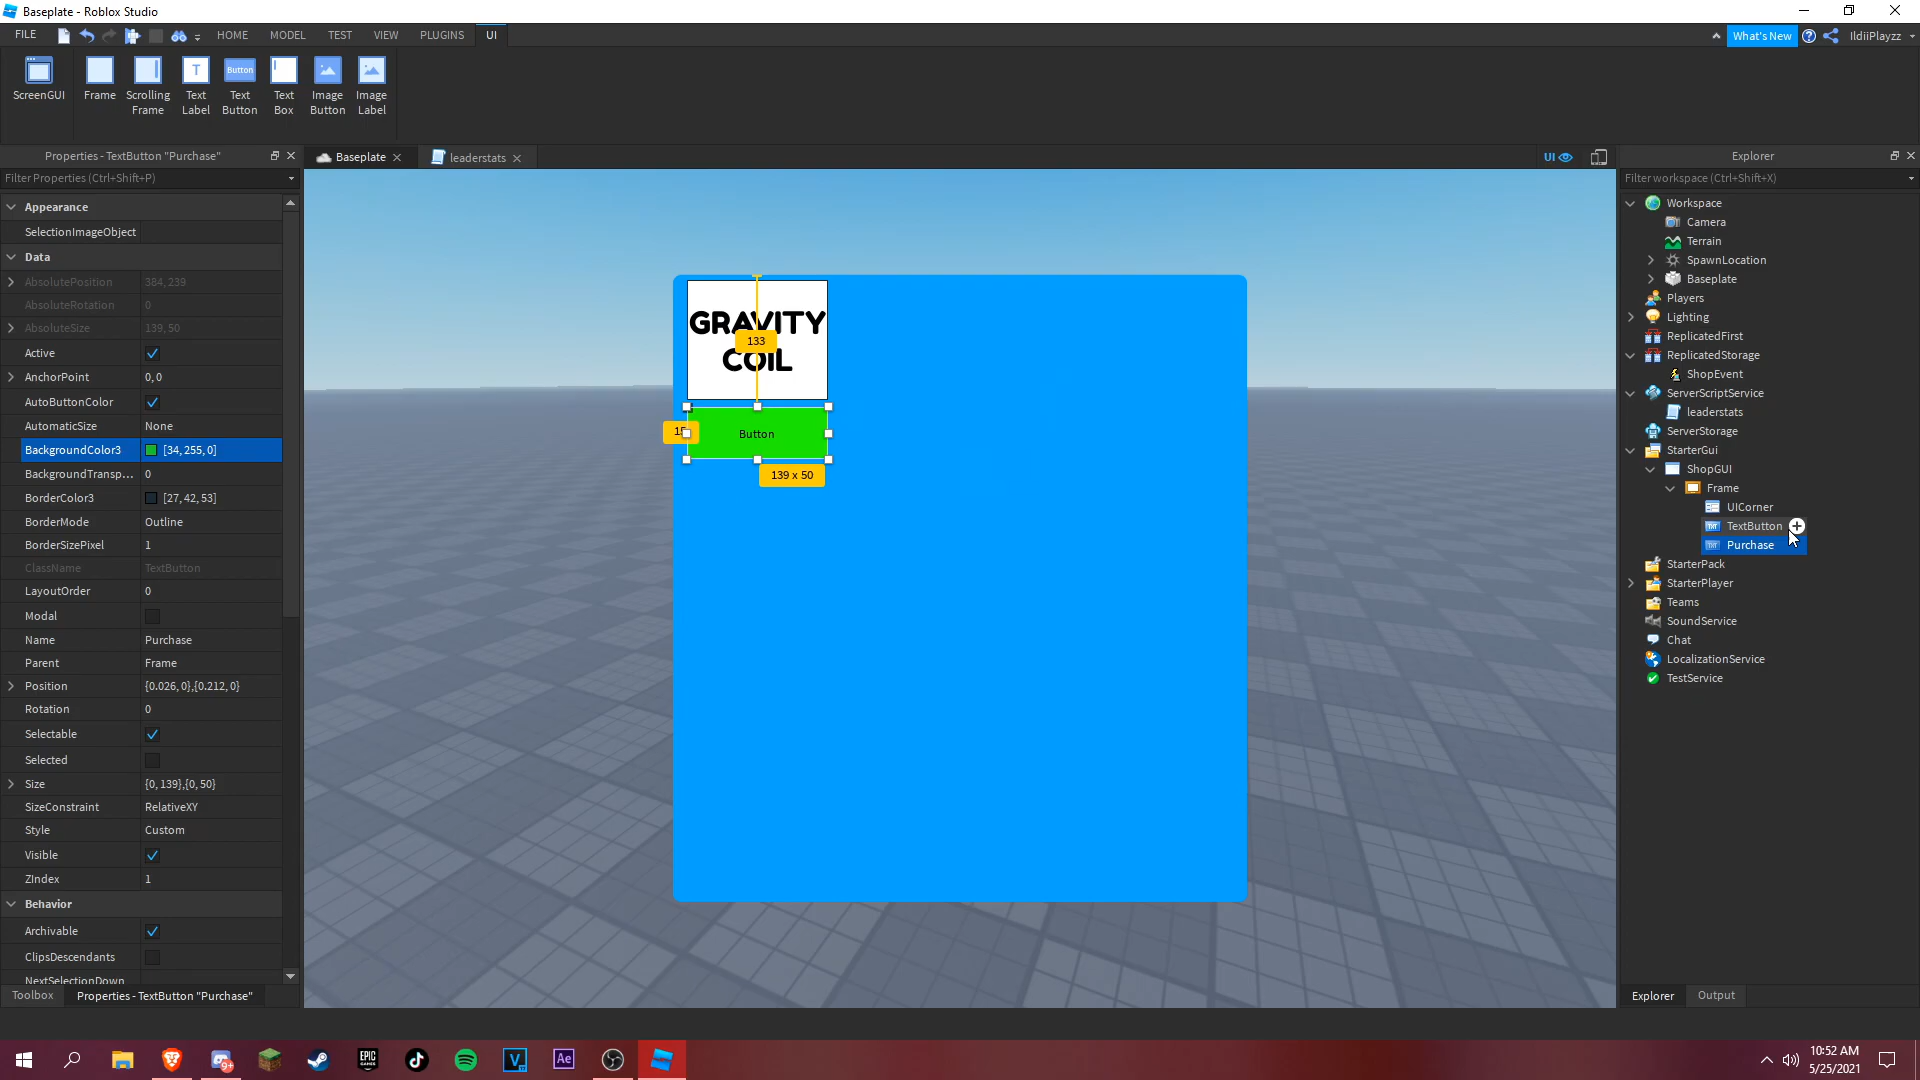 Baseplate - Roblox Studio
FILE
HOME
MODEL
TEST
VIEW
PLUGINS
UI
What's New
IldiiPlayzz
ScreenGUI
Frame
Scrolling
Frame
Text
Label
Button
Text
Button
Text
Box
Image
Button
Image
Label
Properties - TextButton "Purchase"
Filter Properties (Ctrl+Shift+P)
Appearance
SelectionImageObject
Data
AbsolutePosition 384, 239
AbsoluteRotation 0
AbsoluteSize 139, 50
Active
AnchorPoint 0, 0
AutoButtonColor
AutomaticSize None
BackgroundColor3 [34, 255, 0]
BackgroundTransp... 0
BorderColor3 [27, 42, 53]
BorderMode Outline
BorderSizePixel 1
ClassName TextButton
LayoutOrder 0
Modal
Name Purchase
Parent Frame
Position {0.026, 0},{0.212, 0}
Rotation 0
Selectable
Selected
Size {0, 139},{0, 50}
SizeConstraint RelativeXY
Style Custom
Visible
ZIndex 1
Behavior
Archivable
ClipsDescendants
NextSelectionDown
Toolbox
Properties - TextButton "Purchase"
Baseplate
leaderstats
UI
GRAVITY
COIL
133
Button
139 x 50
Explorer
Filter workspace (Ctrl+Shift+X)
Workspace
Camera
Terrain
SpawnLocation
Baseplate
Players
Lighting
ReplicatedFirst
ReplicatedStorage
ShopEvent
ServerScriptService
leaderstats
ServerStorage
StarterGui
ShopGUI
Frame
UICorner
TextButton
Purchase
StarterPack
StarterPlayer
Teams
SoundService
Chat
LocalizationService
TestService
Explorer
Output
9+
EPIC
GAMES
V
Ae
10:52 AM
5/25/2021